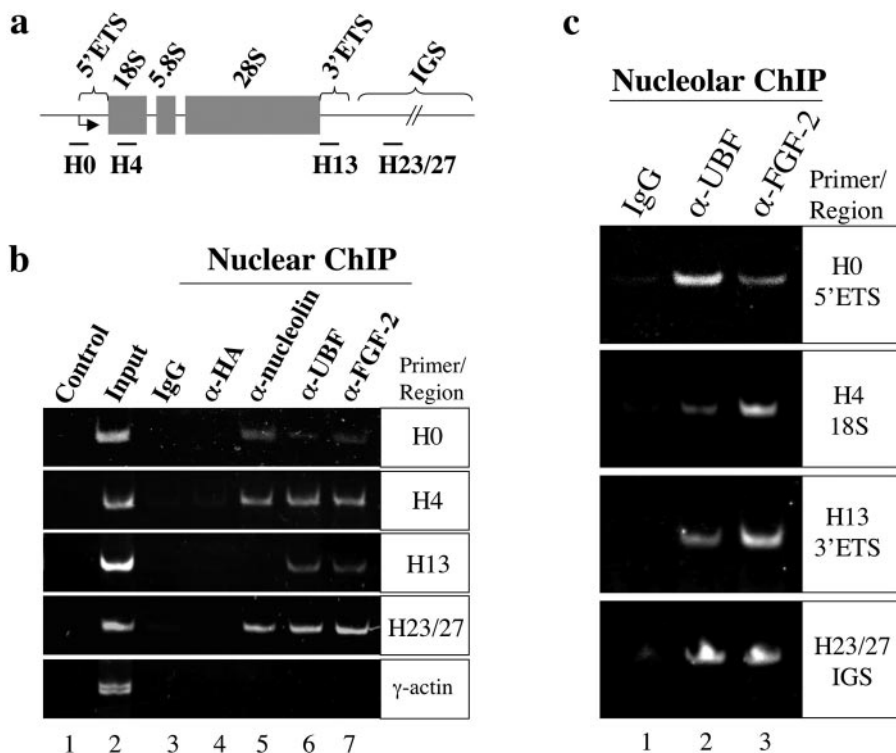 a
5'ETS 18S 5.8S 28S 3'ETS IGS
H0 H4 H13 H23/27
b
Nuclear ChIP
Control Input IgG α-HA α-nucleolin α-UBF α-FGF-2 Primer/
Region
H0
H4
H13
H23/27
γ-actin
1 2 3 4 5 6 7
c
Nucleolar ChIP
IgG α-UBF α-FGF-2 Primer/
Region
H0
5'ETS
H4
18S
H13
3'ETS
H23/27
IGS
1 2 3